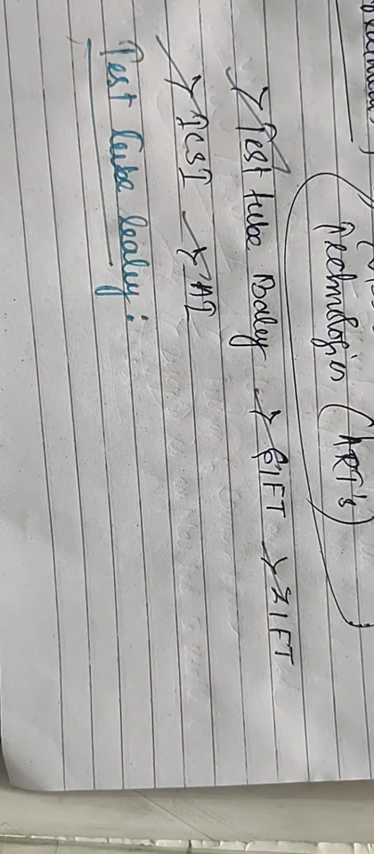 Technologies (ART's)
→ Test tube Baby → GIFT → ZIFT
→ ICSI → AI
Test tube baby: